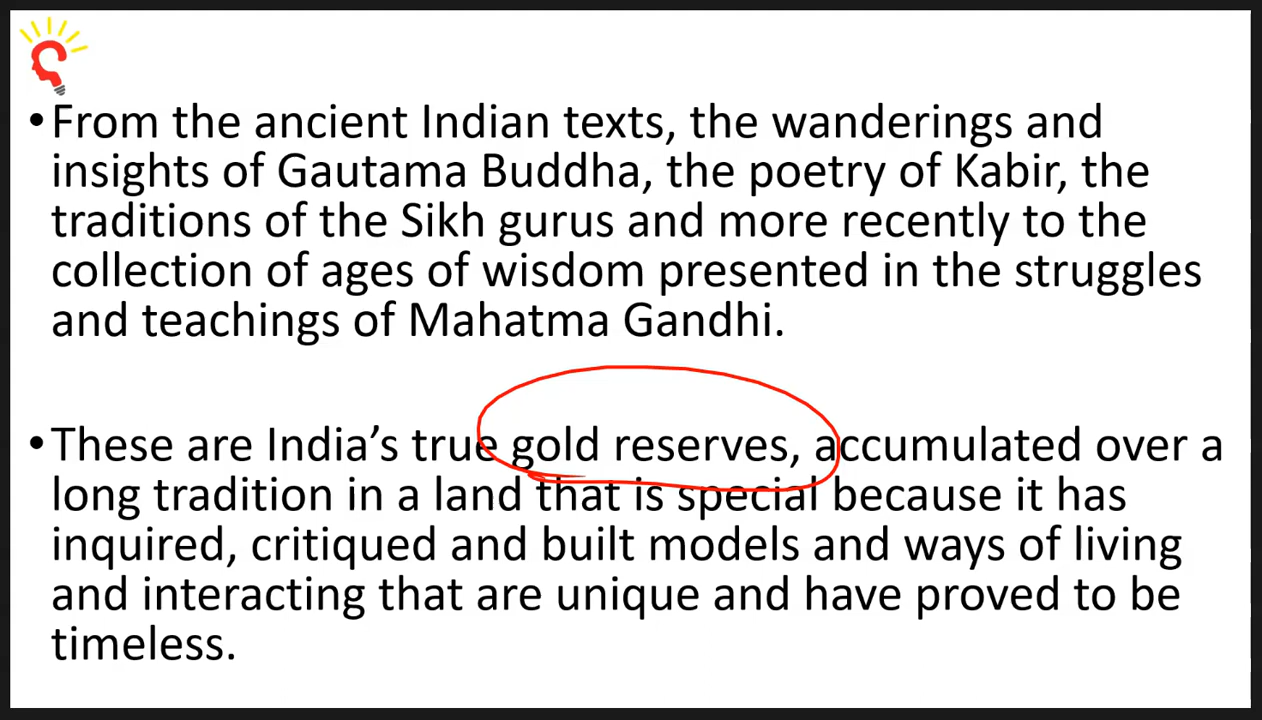 •From the ancient Indian texts, the wanderings and
insights of Gautama Buddha, the poetry of Kabir, the
traditions of the Sikh gurus and more recently to the
collection of ages of wisdom presented in the struggles
and teachings of Mahatma Gandhi.
•These are India’s true gold reserves, accumulated over a
long tradition in a land that is special because it has
inquired, critiqued and built models and ways of living
and interacting that are unique and have proved to be
timeless.